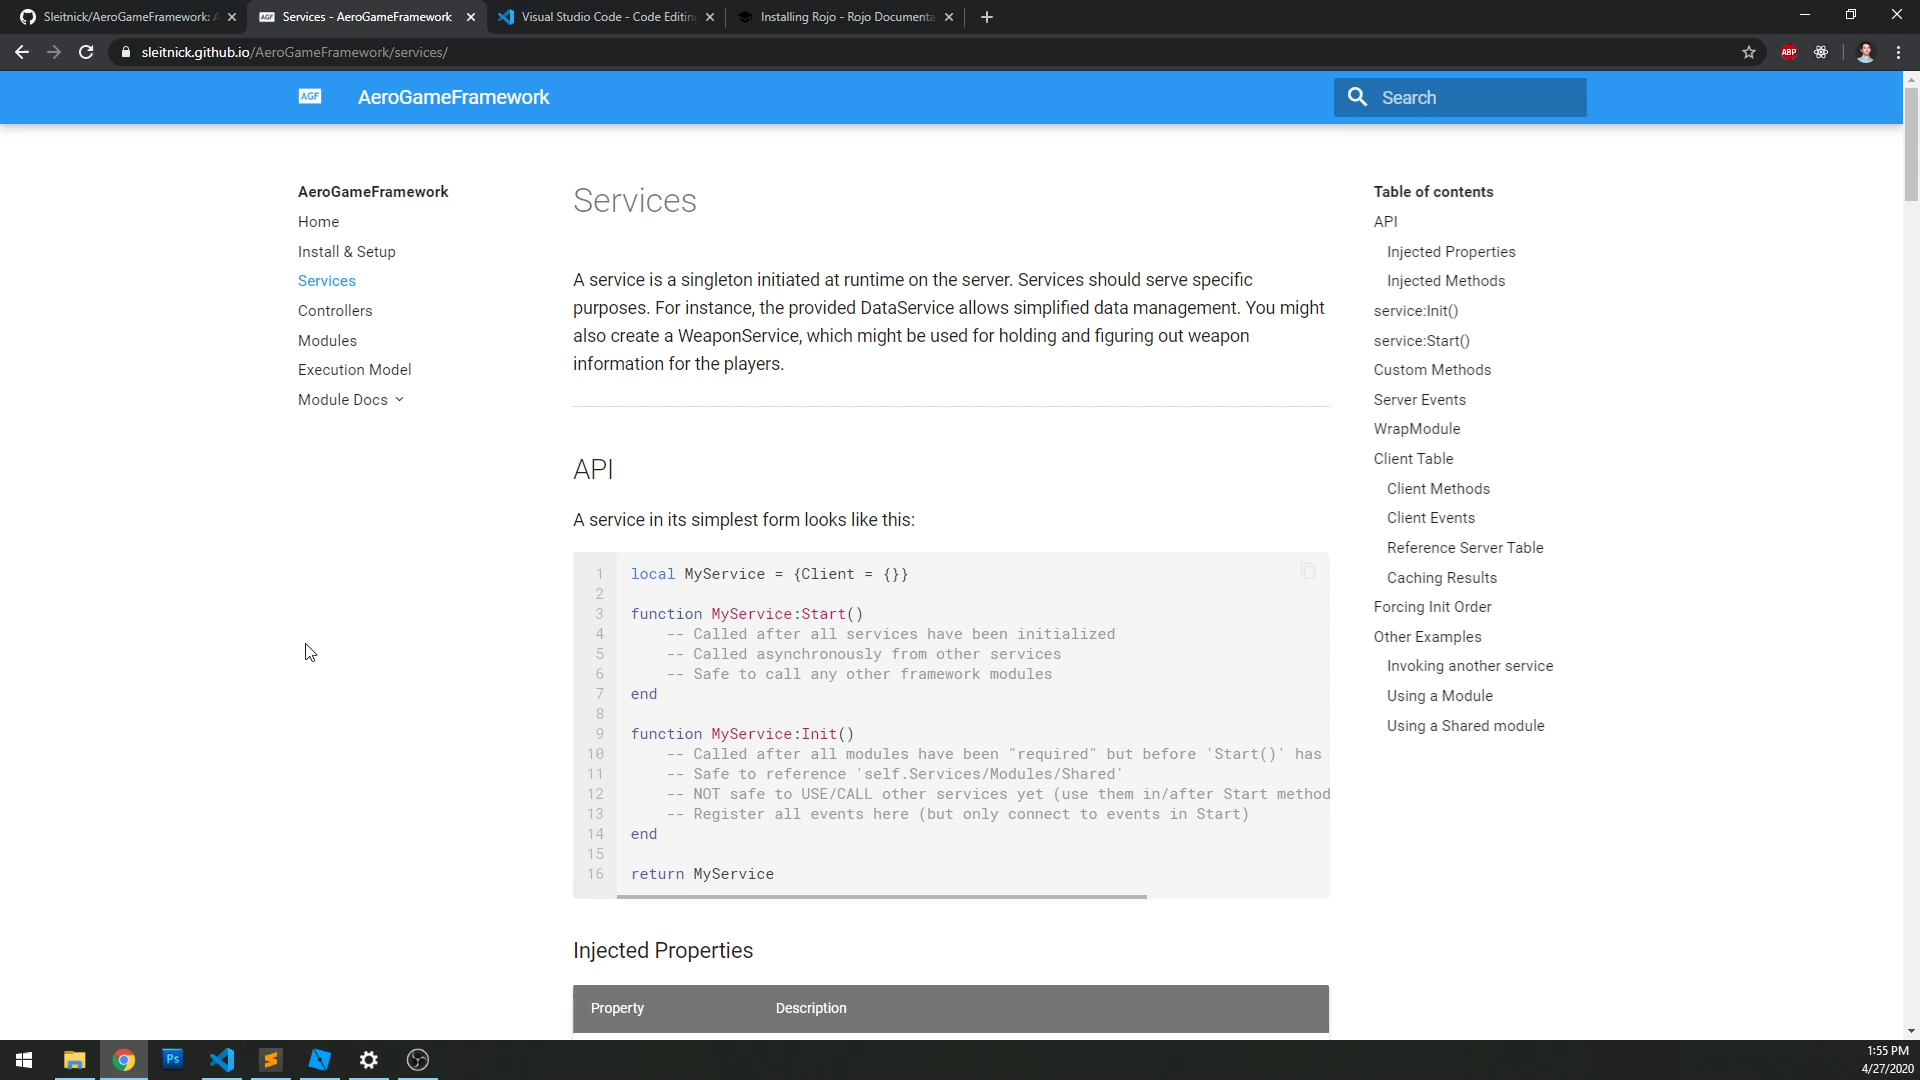 Sleitnick/AeroGameFramework: A
AGF Services - AeroGameFramework
Visual Studio Code - Code Editin
Installing Rojo - Rojo Documenta
sleitnick.github.io/AeroGameFramework/services/
ABP
AGF
AeroGameFramework
Search
AeroGameFramework
Home
Install & Setup
Services
Controllers
Modules
Execution Model
Module Docs
Services
A service is a singleton initiated at runtime on the server. Services should serve specific
purposes. For instance, the provided DataService allows simplified data management. You might
also create a WeaponService, which might be used for holding and figuring out weapon
information for the players.
API
A service in its simplest form looks like this:
1 local MyService = {Client = {}}
2
3 function MyService:Start()
4 -- Called after all services have been initialized
5 -- Called asynchronously from other services
6 -- Safe to call any other framework modules
7 end
8
9 function MyService:Init()
10 -- Called after all modules have been "required" but before 'Start()' has
11 -- Safe to reference 'self.Services/Modules/Shared'
12 -- NOT safe to USE/CALL other services yet (use them in/after Start method
13 -- Register all events here (but only connect to events in Start)
14 end
15
16 return MyService
Injected Properties
Property Description
Table of contents
API
Injected Properties
Injected Methods
service:Init()
service:Start()
Custom Methods
Server Events
WrapModule
Client Table
Client Methods
Client Events
Reference Server Table
Caching Results
Forcing Init Order
Other Examples
Invoking another service
Using a Module
Using a Shared module
Ps
1:55 PM
4/27/2020